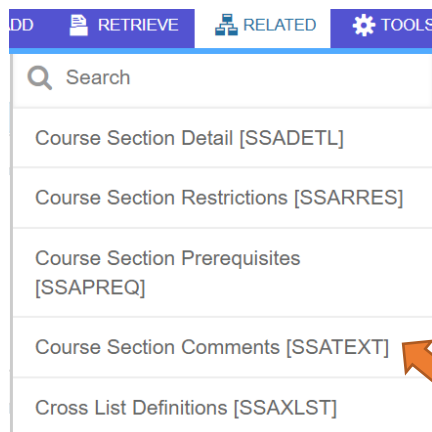 DD RETRIEVE RELATED TOOLS
Search
Course Section Detail [SSADETL]
Course Section Restrictions [SSARRES]
Course Section Prerequisites
[SSAPREQ]
Course Section Comments [SSATEXT]
Cross List Definitions [SSAXLST]